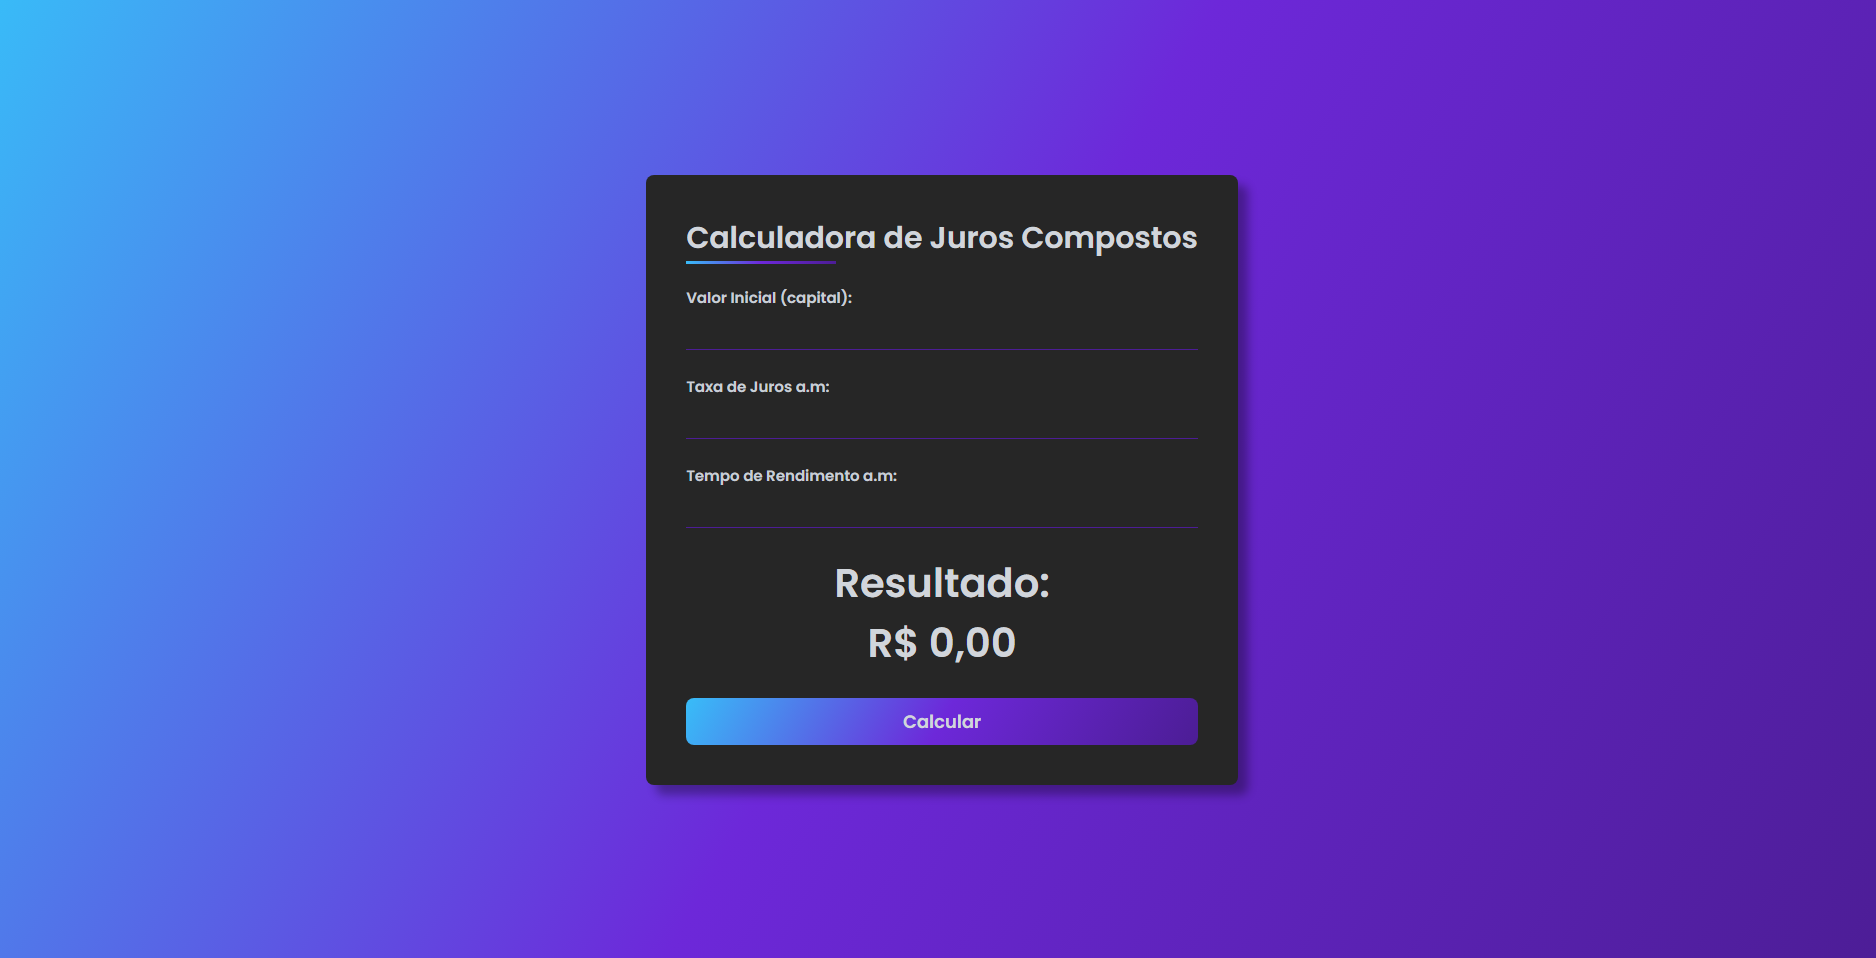 Calculadora de Juros Compostos
Valor Inicial (capital):
Taxa de Juros a.m:
Tempo de Rendimento a.m:
Resultado:
R$ 0,00
Calcular